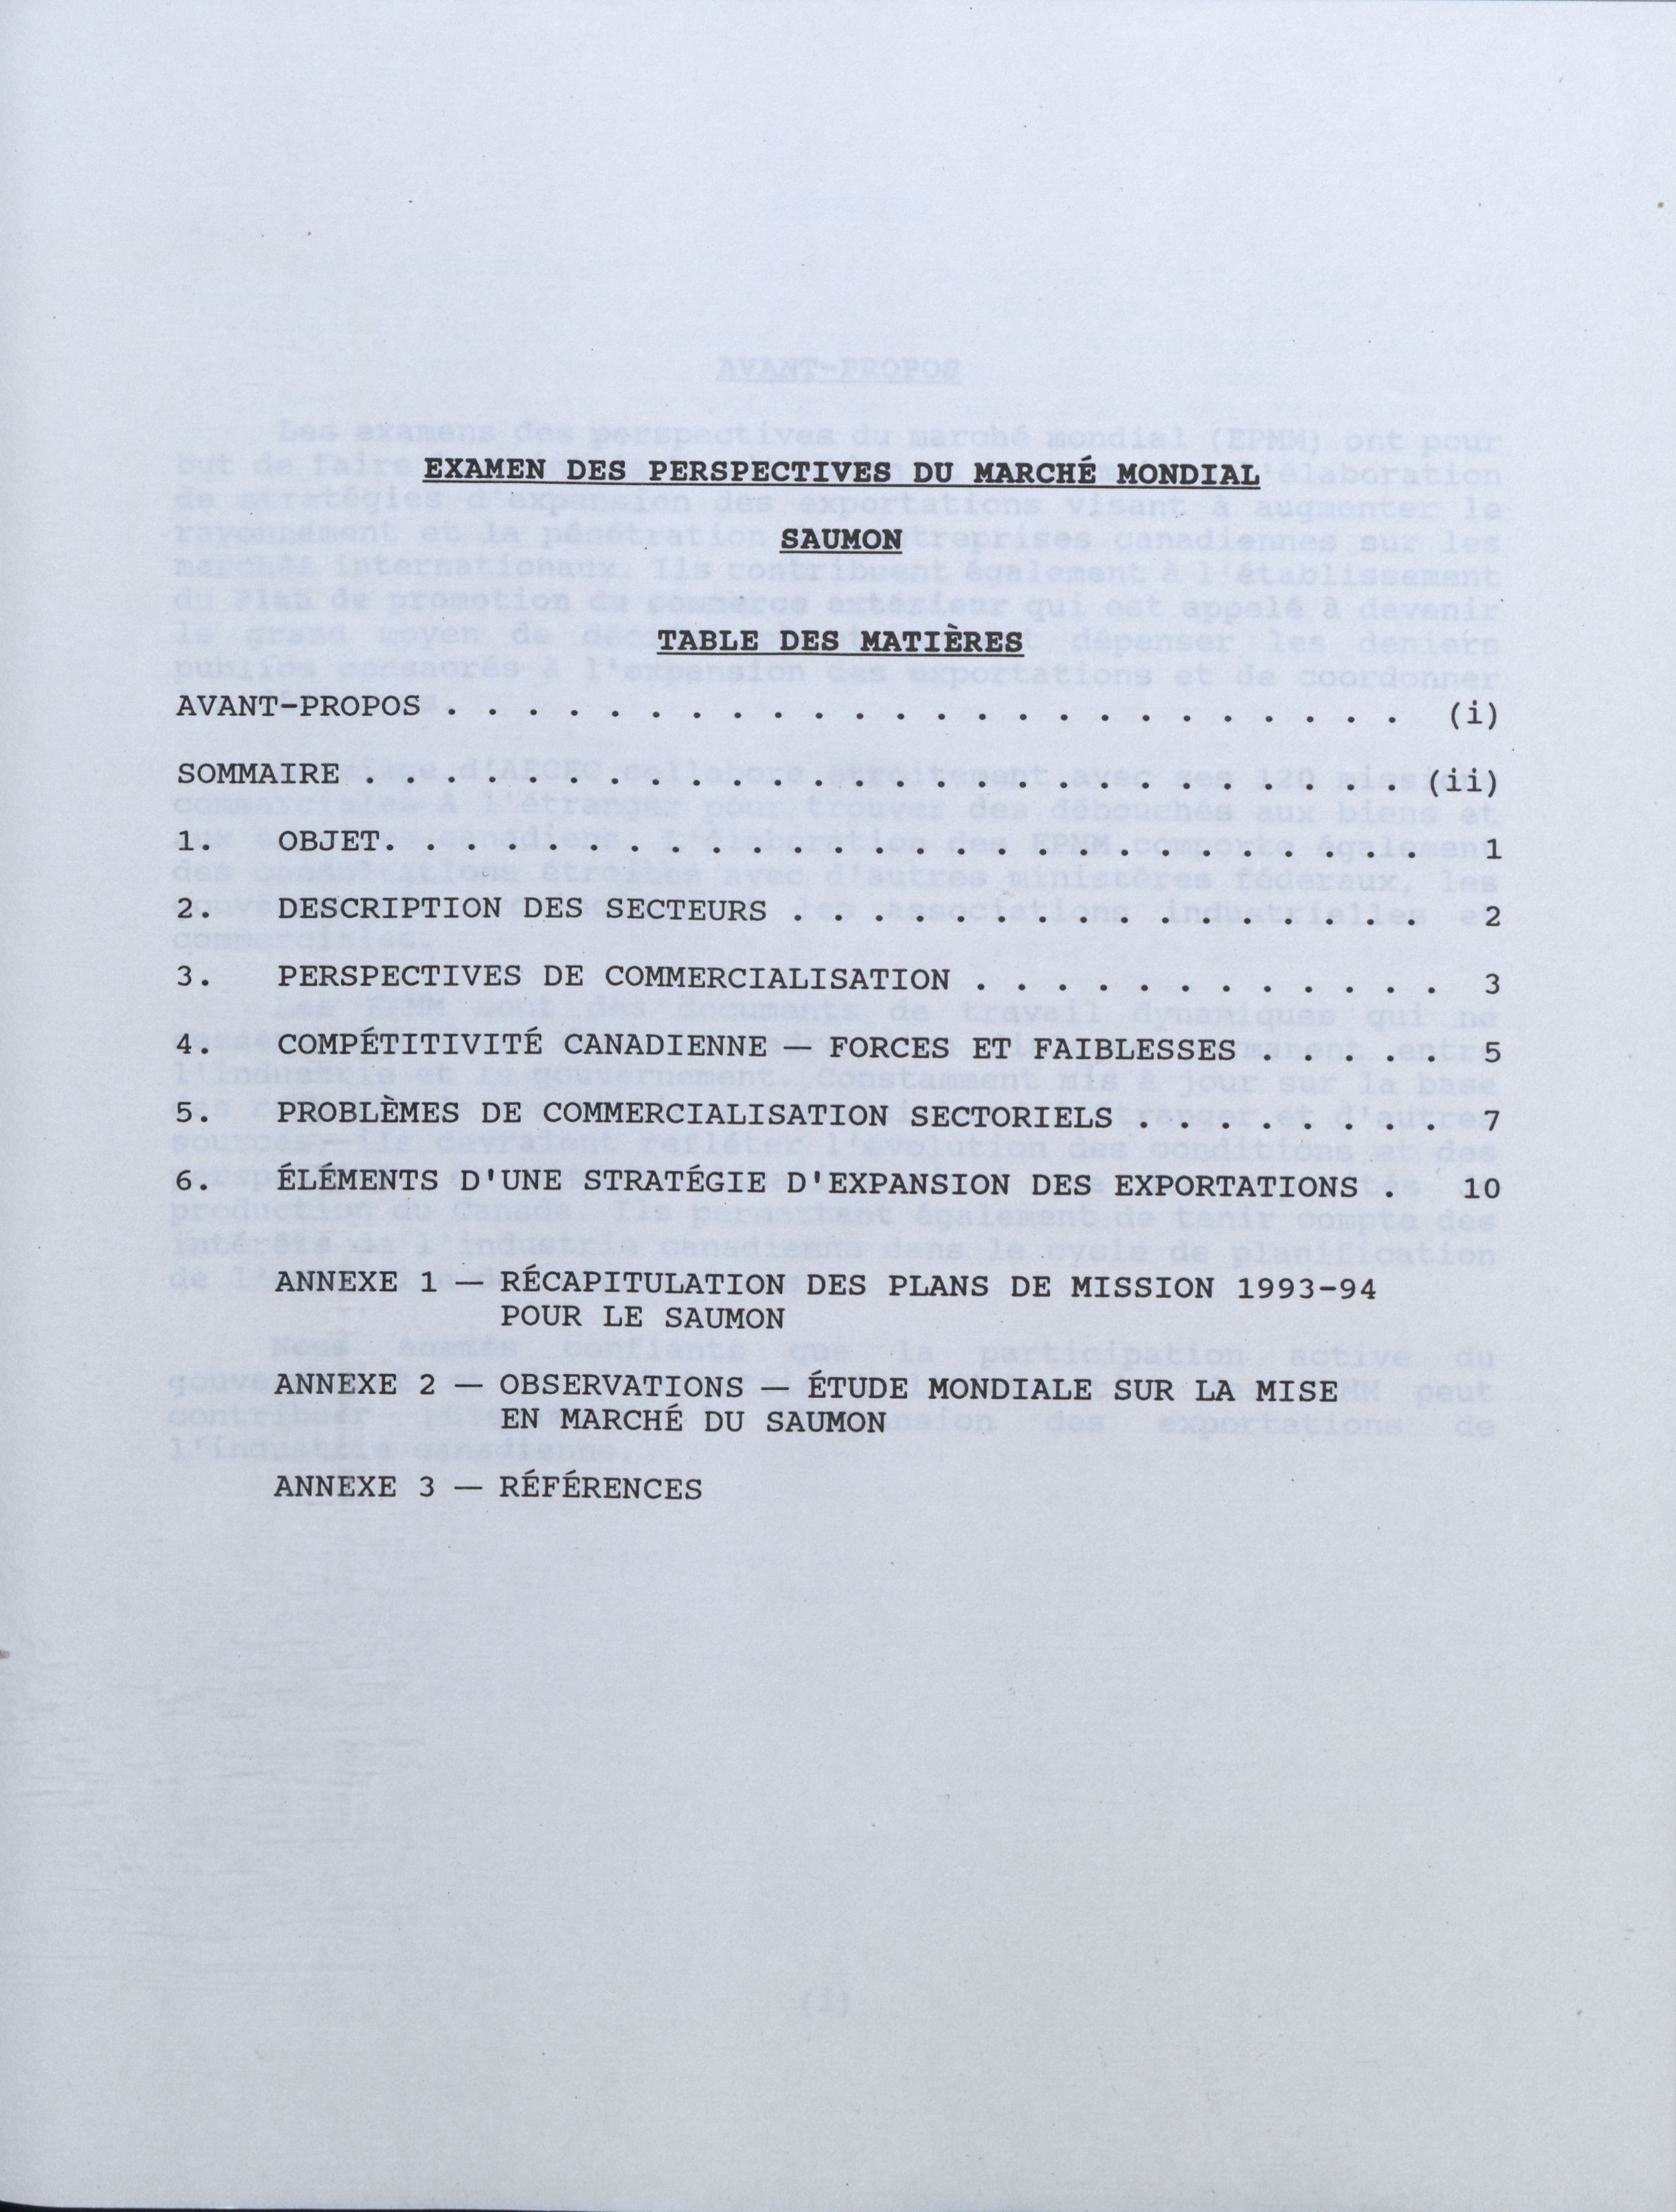 EXAMEN DES PERSPECTIVES DU MARCHÉ MONDIAL
SAUMON
TABLE DES MATIÈRES
AVANT-PROPOS . . . . . . . . . . . . . . . . . . . . . . . . (i)
SOMMAIRE . . . . . . . . . . . . . . . . . . . . . . . . . . (ii)
1. OBJET. . . . . . . . . . . . . . . . . . . . . . . . . . 1
2. DESCRIPTION DES SECTEURS . . . . . . . . . . . . . . . . 2
3. PERSPECTIVES DE COMMERCIALISATION . . . . . . . . . . . . 3
4. COMPÉTITIVITÉ CANADIENNE — FORCES ET FAIBLESSES . . . . . 5
5. PROBLÈMES DE COMMERCIALISATION SECTORIELS . . . . . . . . 7
6. ÉLÉMENTS D'UNE STRATÉGIE D'EXPANSION DES EXPORTATIONS . 10
ANNEXE 1 — RÉCAPITULATION DES PLANS DE MISSION 1993-94
POUR LE SAUMON
ANNEXE 2 — OBSERVATIONS — ÉTUDE MONDIALE SUR LA MISE
EN MARCHÉ DU SAUMON
ANNEXE 3 — RÉFÉRENCES